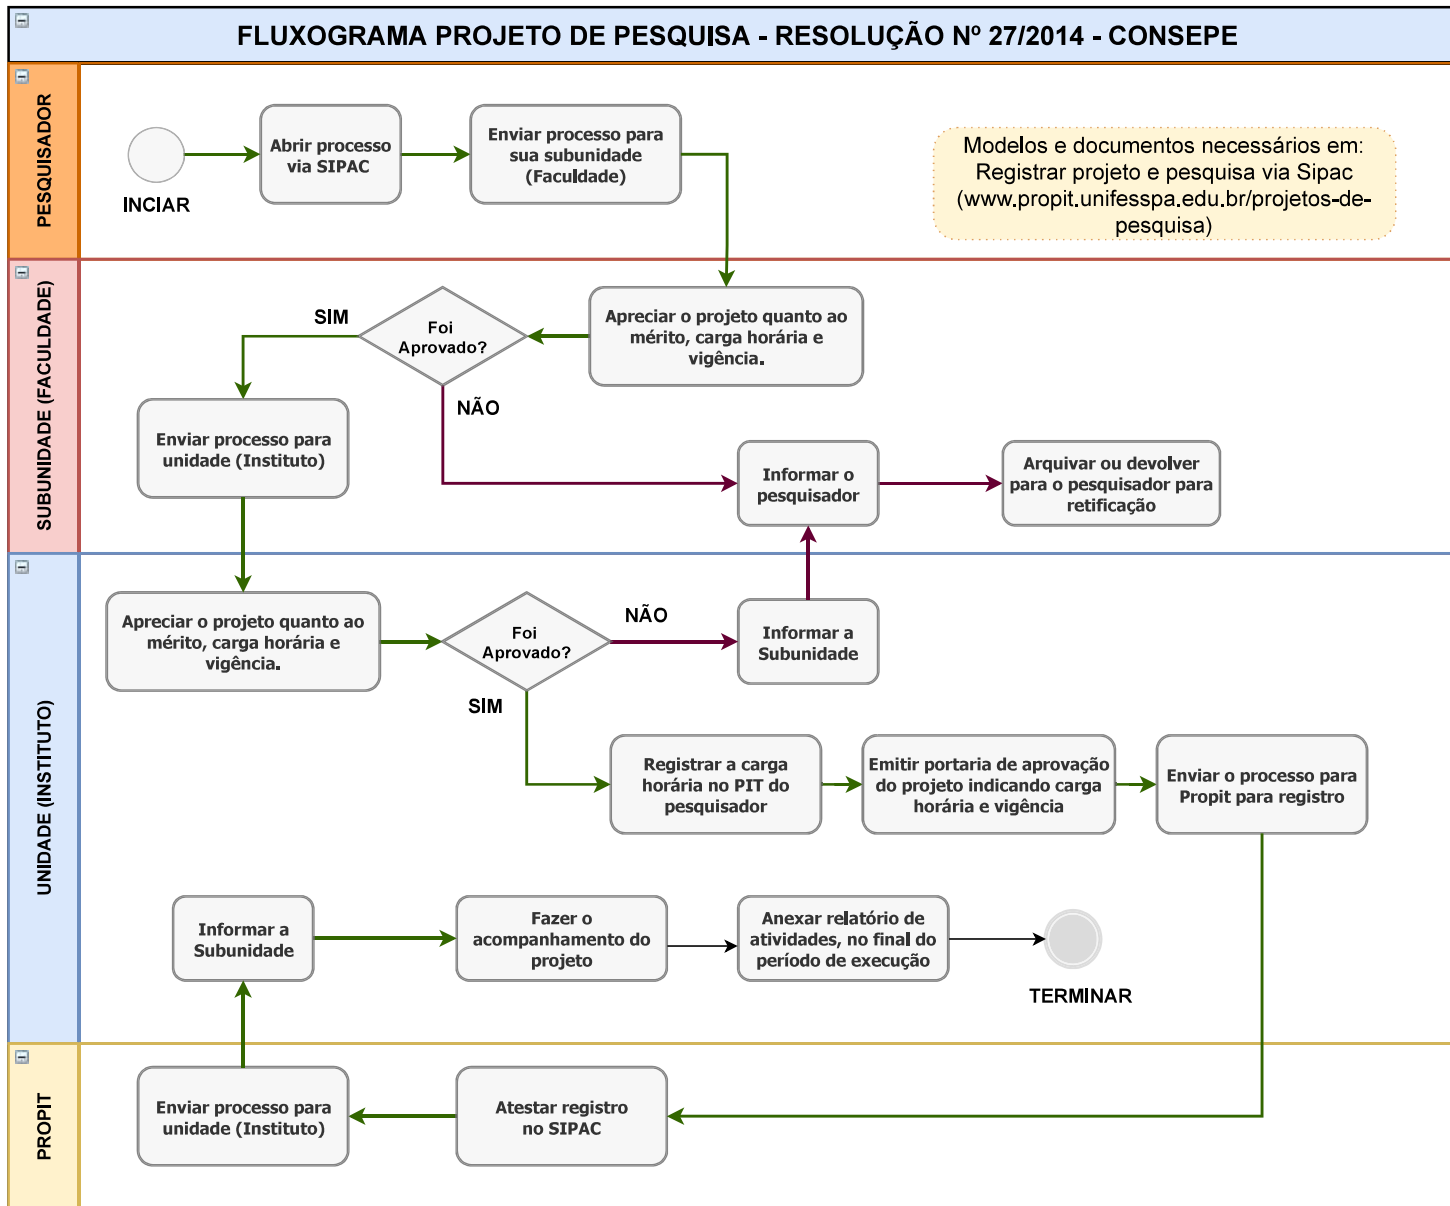 FLUXOGRAMA PROJETO DE PESQUISA - RESOLUÇÃO Nº 27/2014 - CONSEPE
PESQUISADOR
INCIAR
Abrir processo
via SIPAC
Enviar processo para
sua subunidade
(Faculdade)
Modelos e documentos necessários em:
Registrar projeto e pesquisa via Sipac
(www.propit.unifesspa.edu.br/projetos-de-
pesquisa)
SUBUNIDADE (FACULDADE)
SIM
Foi
Aprovado?
NÃO
Apreciar o projeto quanto ao
mérito, carga horária e
vigência.
Enviar processo para
unidade (Instituto)
Informar o
pesquisador
Arquivar ou devolver
para o pesquisador para
retificação
UNIDADE (INSTITUTO)
Apreciar o projeto quanto ao
mérito, carga horária e
vigência.
Foi
Aprovado?
NÃO
SIM
Informar a
Subunidade
Registrar a carga
horária no PIT do
pesquisador
Emitir portaria de aprovação
do projeto indicando carga
horária e vigência
Enviar o processo para
Propit para registro
Informar a
Subunidade
Fazer o
acompanhamento do
projeto
Anexar relatório de
atividades, no final do
período de execução
TERMINAR
PROPIT
Enviar processo para
unidade (Instituto)
Atestar registro
no SIPAC